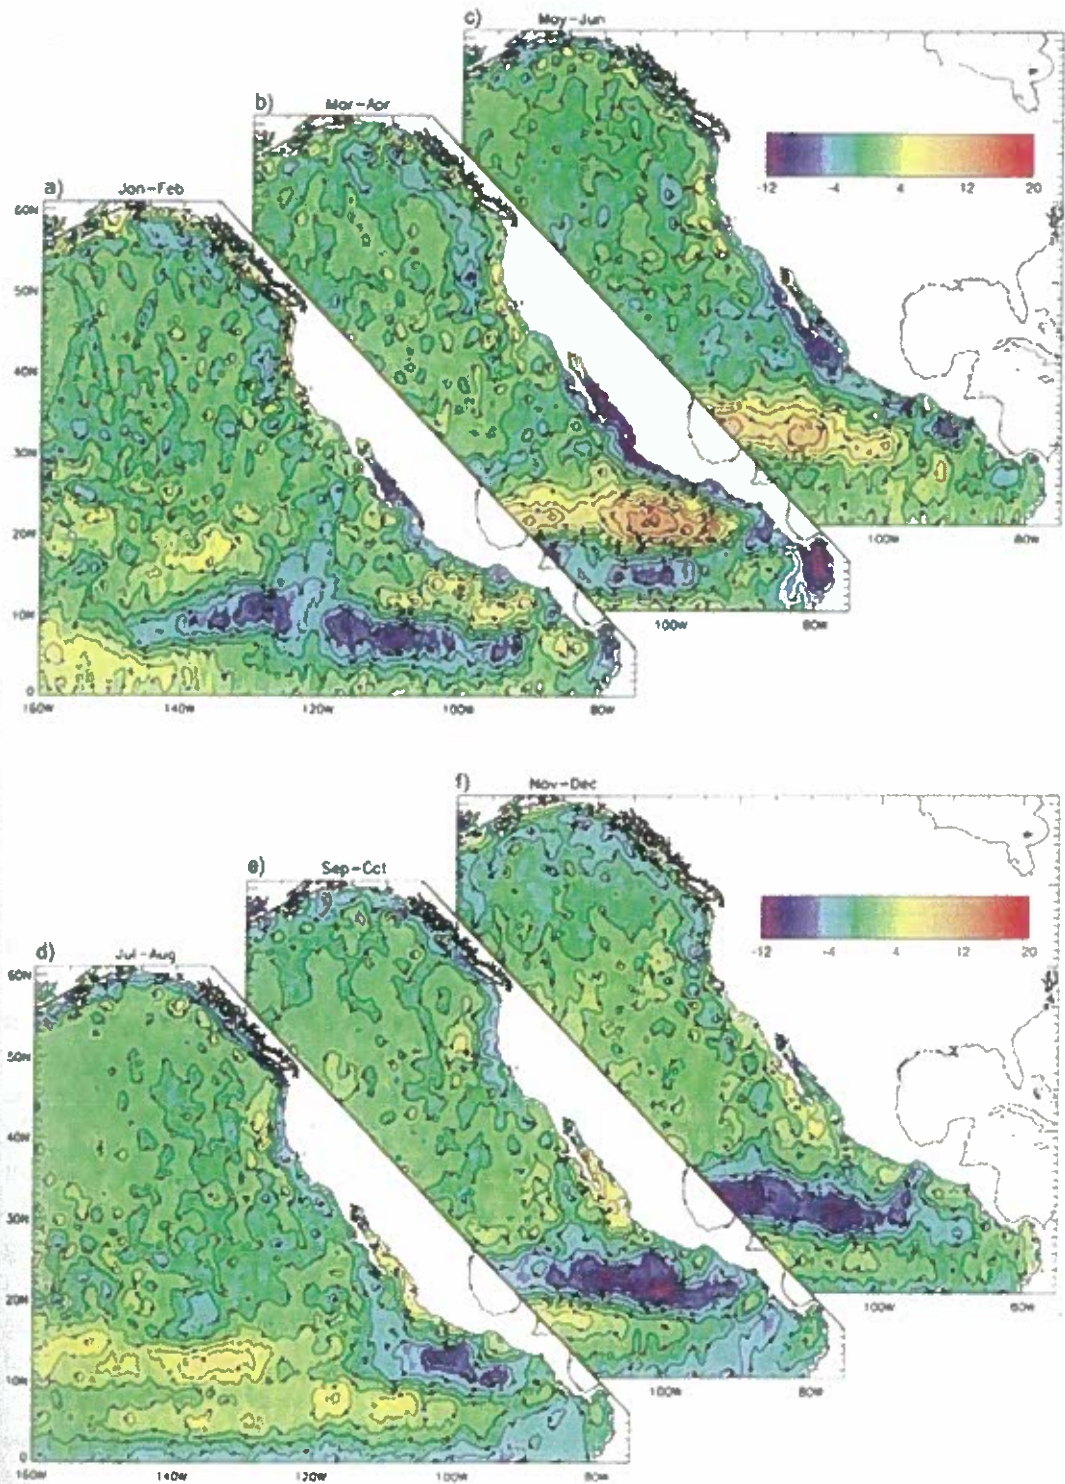 c) May-Jun
b) Mar-Apr
-12 -4 4 12 20
a) Jan-Feb
60N
50N
40N
30N
20N
10N
0
100W 80W
100W 80W
160W 140W 120W 100W 80W
f) Nov-Dec
e) Sep-Oct
-12 -4 4 12 20
d) Jul-Aug
60N
50N
40N
30N
20N
10N
0
100W 80W
100W 80W
160W 140W 120W 100W 80W